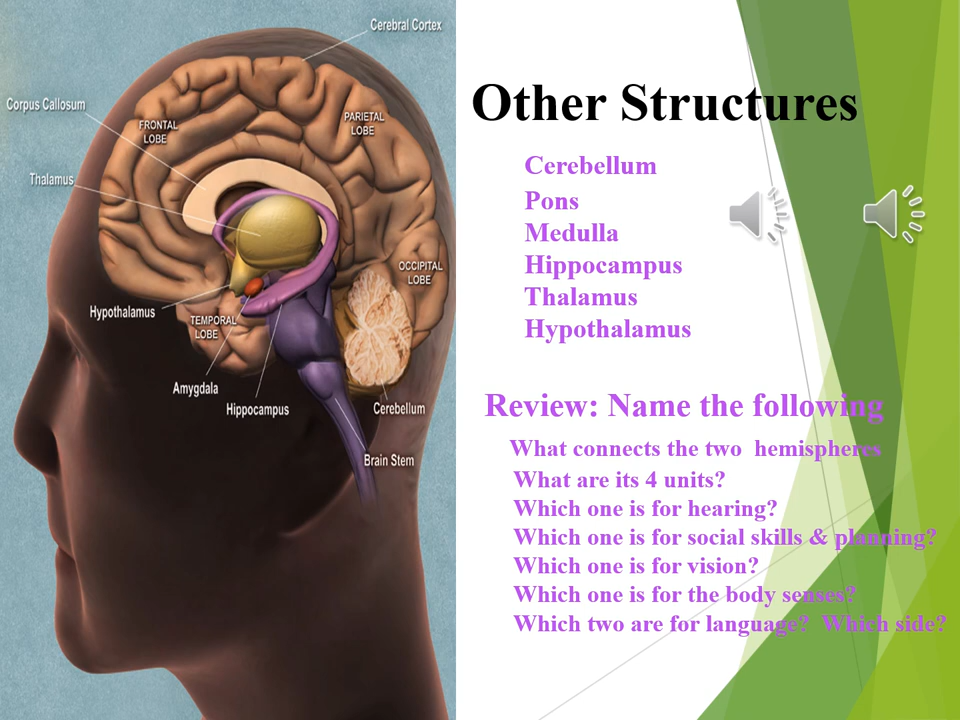 Cerebral Cortex
Corpus Callosum
FRONTAL
LOBE
PARIETAL
LOBE
Thalamus
OCCIPITAL
LOBE
Hypothalamus
TEMPORAL
LOBE
Amygdala
Hippocampus
Cerebellum
Brain Stem
Other Structures
Cerebellum
Pons
Medulla
Hippocampus
Thalamus
Hypothalamus
Review: Name the following
What connects the two hemispheres
What are its 4 units?
Which one is for hearing?
Which one is for social skills & planning?
Which one is for vision?
Which one is for the body senses?
Which two are for language? Which side?